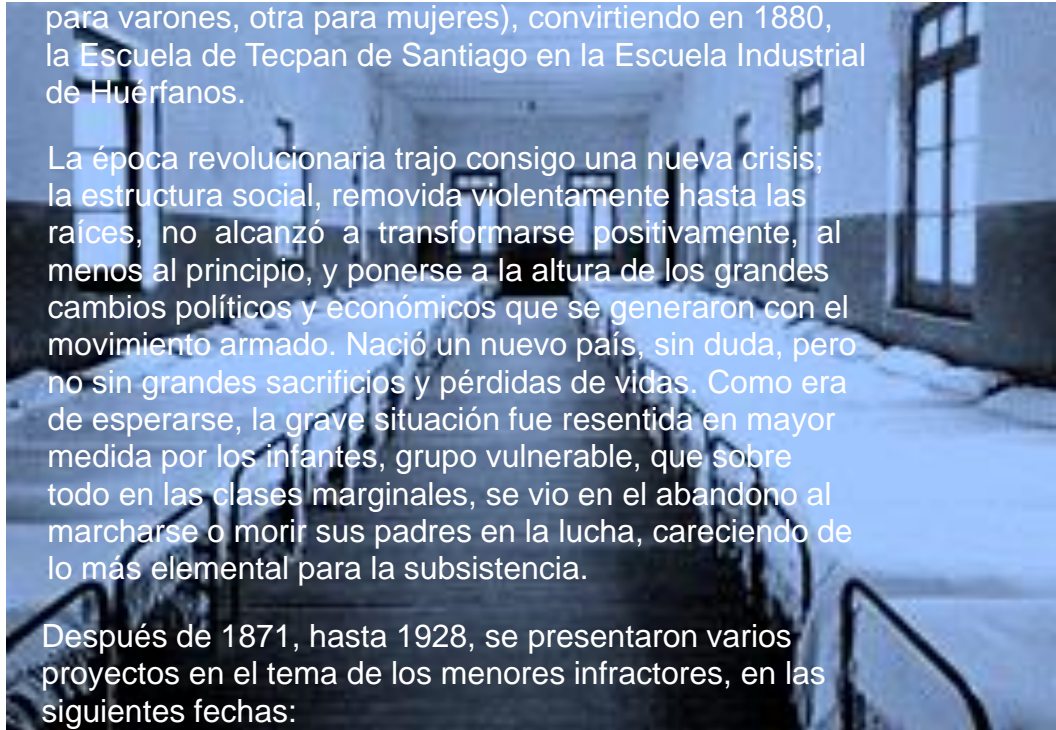 para varones, otra para mujeres), convirtiendo en 1880,
la Escuela de Tecpan de Santiago en la Escuela Industrial
de Huérfanos.
La época revolucionaria trajo consigo una nueva crisis;
la estructura social, removida violentamente hasta las
raíces, no alcanzó a transformarse positivamente, al
menos al principio, y ponerse a la altura de los grandes
cambios políticos y económicos que se generaron con el
movimiento armado. Nació un nuevo país, sin duda, pero
no sin grandes sacrificios y pérdidas de vidas. Como era
de esperarse, la grave situación fue resentida en mayor
medida por los infantes, grupo vulnerable, que sobre
todo en las clases marginales, se vio en el abandono al
marcharse o morir sus padres en la lucha, careciendo de
lo más elemental para la subsistencia.
Después de 1871, hasta 1928, se presentaron varios
proyectos en el tema de los menores infractores, en las
siguientes fechas: